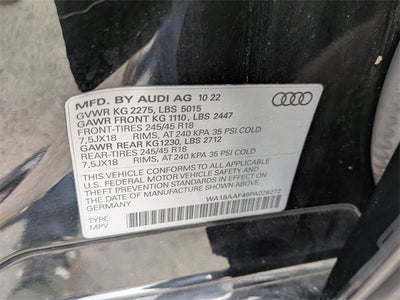 MFD. BY AUDI AG 10 22
GVWR KG 2275, LBS 5015
GAWR FRONT KG 1110, LBS 2447
FRONT-TIRES 245/45 R18
7,5JX18 RIMS, AT 240 KPA 35 PSI COLD
GAWR REAR KG1230, LBS 2712
REAR-TIRES 245/45 R18
7,5JX18 RIMS, AT 240 KPA 35 PSI COLD
THIS VEHICLE CONFORMS TO ALL APPLICABLE
U.S. FEDERAL MOTOR VEHICLE SAFETY AND
THEFT PREVENTION STANDARDS IN EFFECT ON
THE DATE OF MANUFACTURE SHOWN ABOVE.
MADE IN GERMANY
TYPE:
MPV